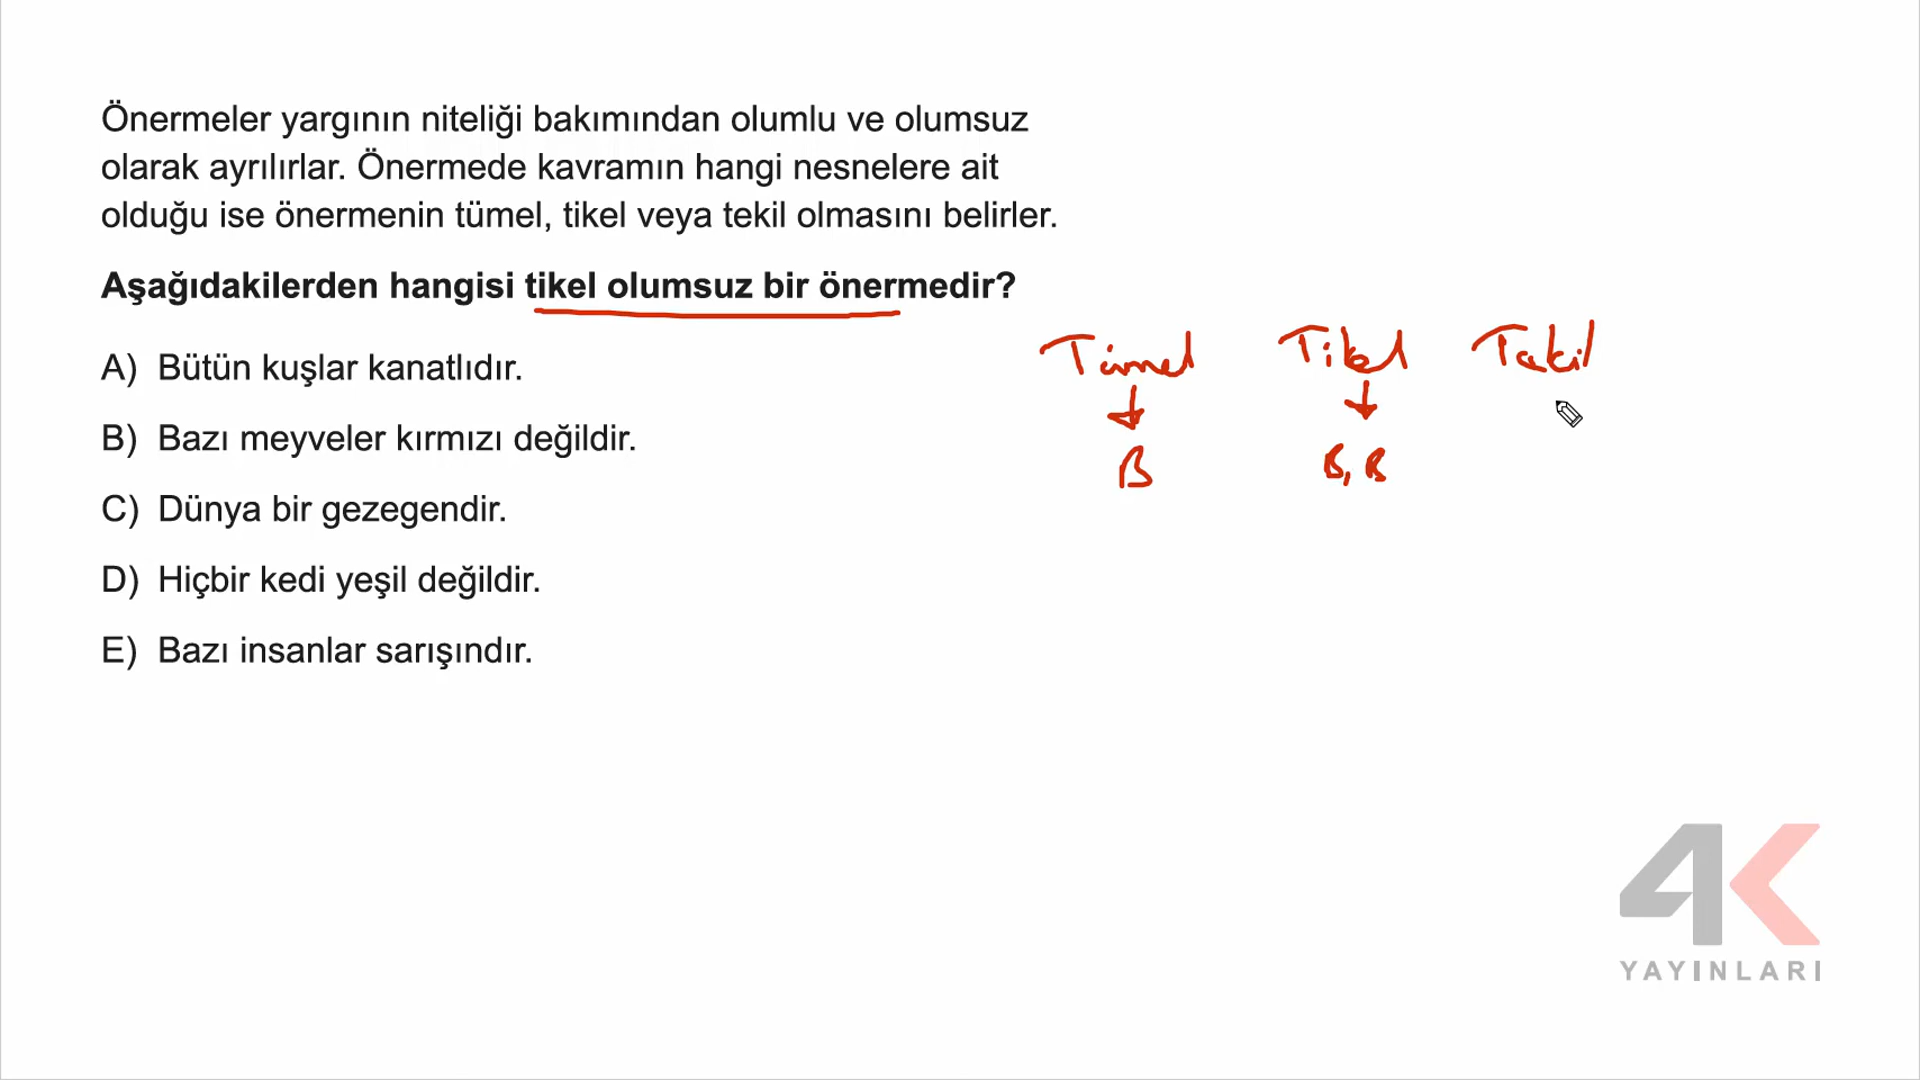 Önermeler yargının niteliği bakımından olumlu ve olumsuz
olarak ayrılırlar. Önermede kavramın hangi nesnelere ait
olduğu ise önermenin tümel, tikel veya tekil olmasını belirler.
Aşağıdakilerden hangisi tikel olumsuz bir önermedir?
A) Bütün kuşlar kanatlıdır.
B) Bazı meyveler kırmızı değildir.
C) Dünya bir gezegendir.
D) Hiçbir kedi yeşil değildir.
E) Bazı insanlar sarışındır.
Tümel Tikel Tekil
B B, B
4K
YAYINLARI